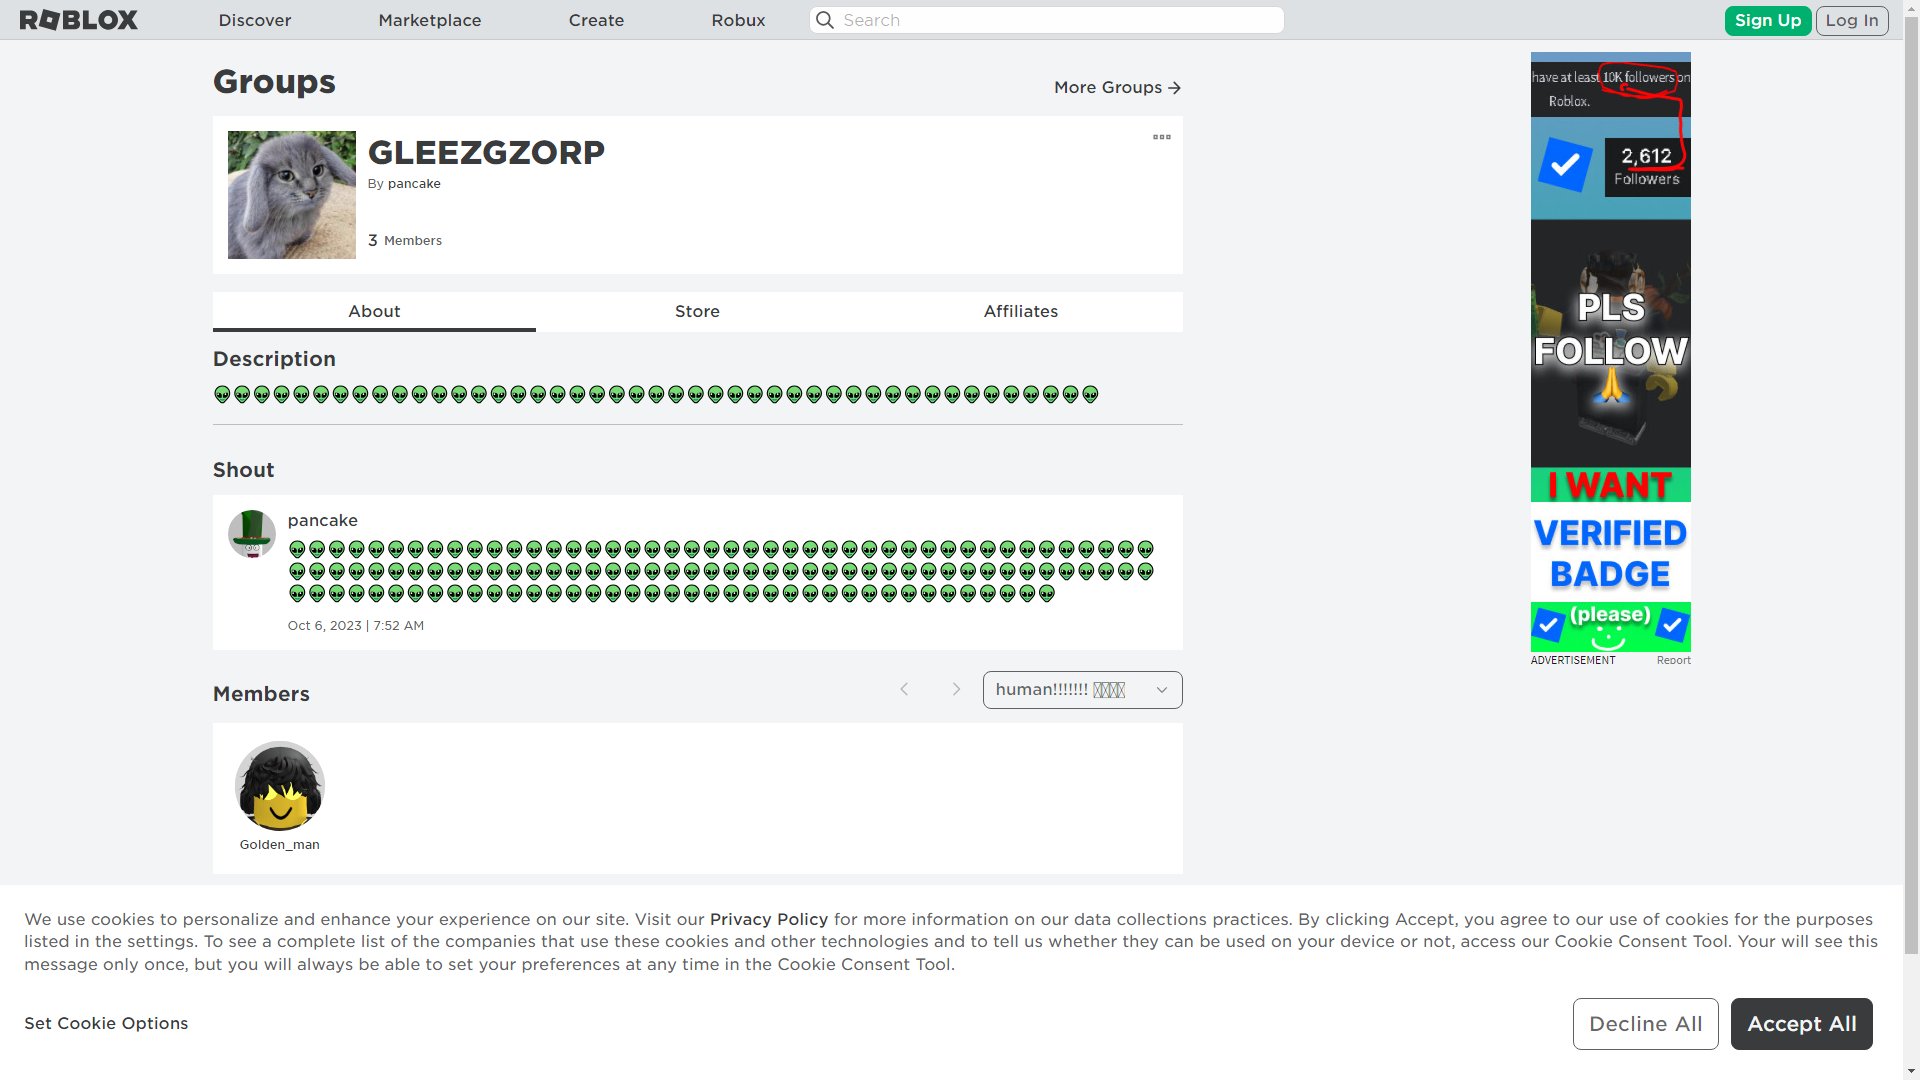 ROBLOX
Discover
Marketplace
Create
Robux
Search
Sign Up
Log In
Groups
More Groups →
GLEEZGZORP
By pancake
3 Members
About
Store
Affiliates
Description
👽👽👽👽👽👽👽👽👽👽👽👽👽👽👽👽👽👽👽👽👽👽👽👽👽👽👽👽👽👽👽👽👽👽👽👽👽👽👽👽👽👽👽👽👽
Shout
pancake
👽👽👽👽👽👽👽👽👽👽👽👽👽👽👽👽👽👽👽👽👽👽👽👽👽👽👽👽👽👽👽👽👽👽👽👽👽👽👽👽👽👽👽👽
👽👽👽👽👽👽👽👽👽👽👽👽👽👽👽👽👽👽👽👽👽👽👽👽👽👽👽👽👽👽👽👽👽👽👽👽👽👽👽👽👽👽👽👽
👽👽👽👽👽👽👽👽👽👽👽👽👽👽👽👽👽👽👽👽👽👽👽👽👽👽👽👽👽👽👽👽👽👽👽👽👽👽👽
Oct 6, 2023 | 7:52 AM
Members
human!!!!!!!
Golden_man
have at least 10K followers on
Roblox.
2,612
Followers
PLS
FOLLOW
🙏
I WANT
VERIFIED
BADGE
(please)
ADVERTISEMENT
Report
We use cookies to personalize and enhance your experience on our site. Visit our Privacy Policy for more information on our data collections practices. By clicking Accept, you agree to our use of cookies for the purposes
listed in the settings. To see a complete list of the companies that use these cookies and other technologies and to tell us whether they can be used on your device or not, access our Cookie Consent Tool. Your will see this
message only once, but you will always be able to set your preferences at any time in the Cookie Consent Tool.
Set Cookie Options
Decline All
Accept All